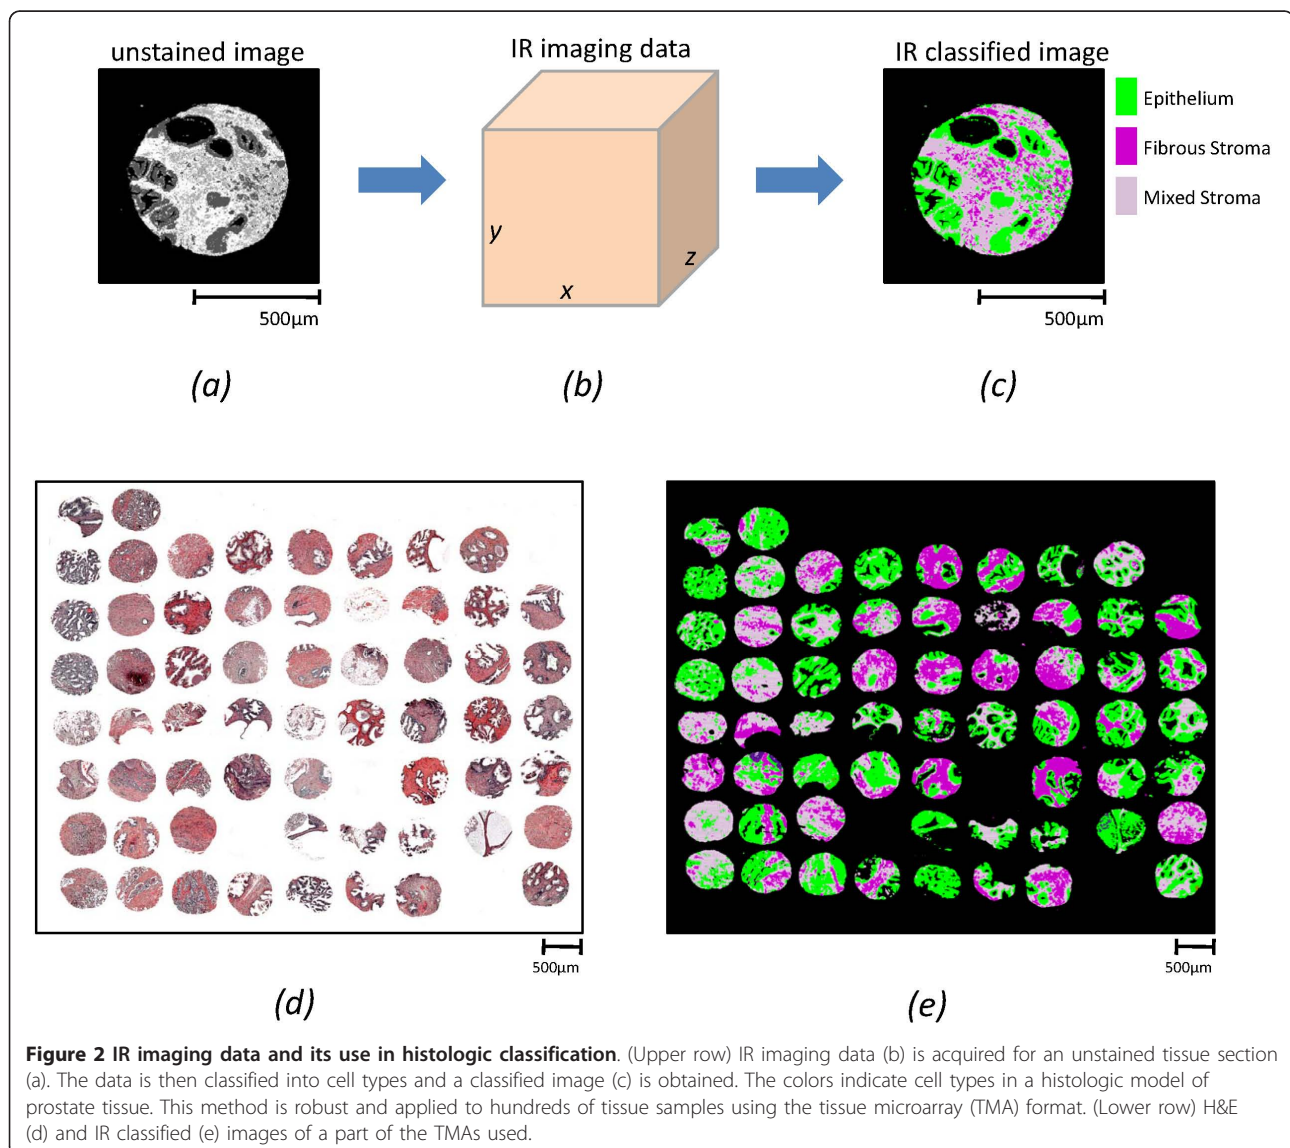 unstained image
IR imaging data
IR classified image
Epithelium
Fibrous Stroma
Mixed Stroma
y
z
x
500µm
500µm
(a)
(b)
(c)
500µm
500µm
(d)
(e)
Figure 2 IR imaging data and its use in histologic classification. (Upper row) IR imaging data (b) is acquired for an unstained tissue section
(a). The data is then classified into cell types and a classified image (c) is obtained. The colors indicate cell types in a histologic model of
prostate tissue. This method is robust and applied to hundreds of tissue samples using the tissue microarray (TMA) format. (Lower row) H&E
(d) and IR classified (e) images of a part of the TMAs used.